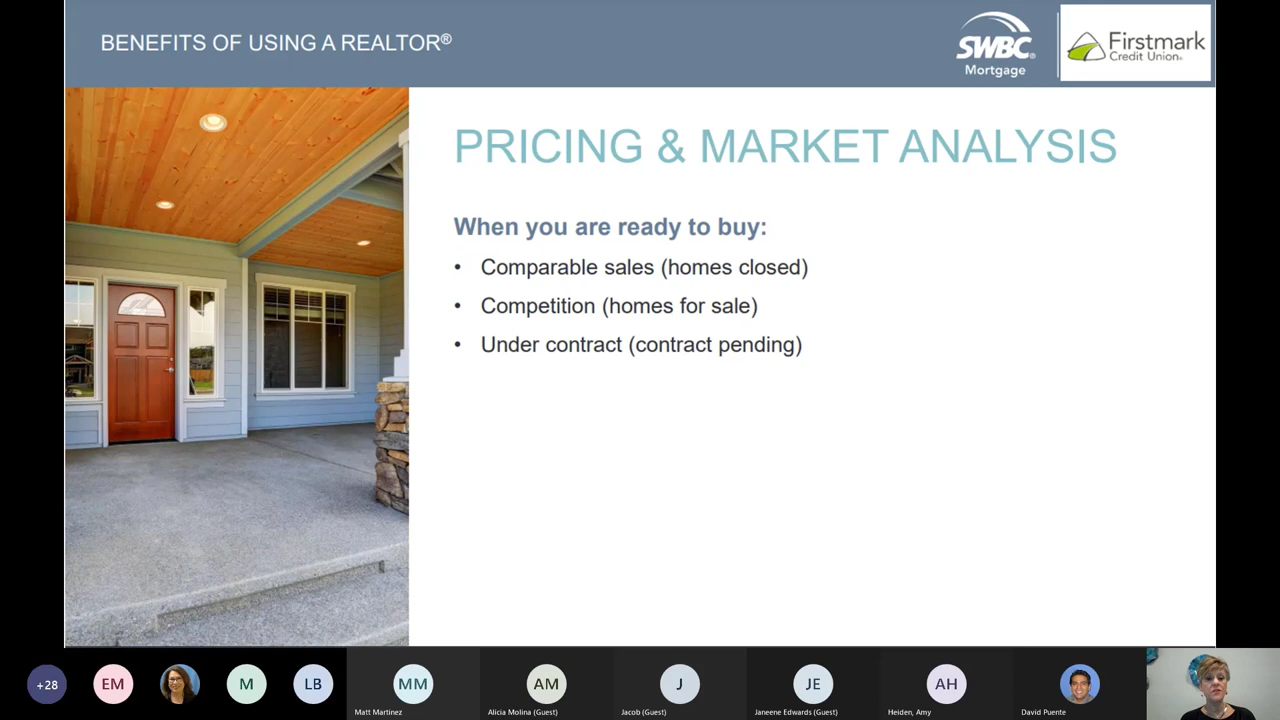 BENEFITS OF USING A REALTOR®
SWBC®
Mortgage
Firstmark
Credit Union®
PRICING & MARKET ANALYSIS
When you are ready to buy:
• Comparable sales (homes closed)
• Competition (homes for sale)
• Under contract (contract pending)
+28
EM
M
LB
MM
AM
J
JE
AH
Matt Martinez
Alicia Molina (Guest)
Jacob (Guest)
Janeene Edwards (Guest)
Heiden, Amy
David Puente